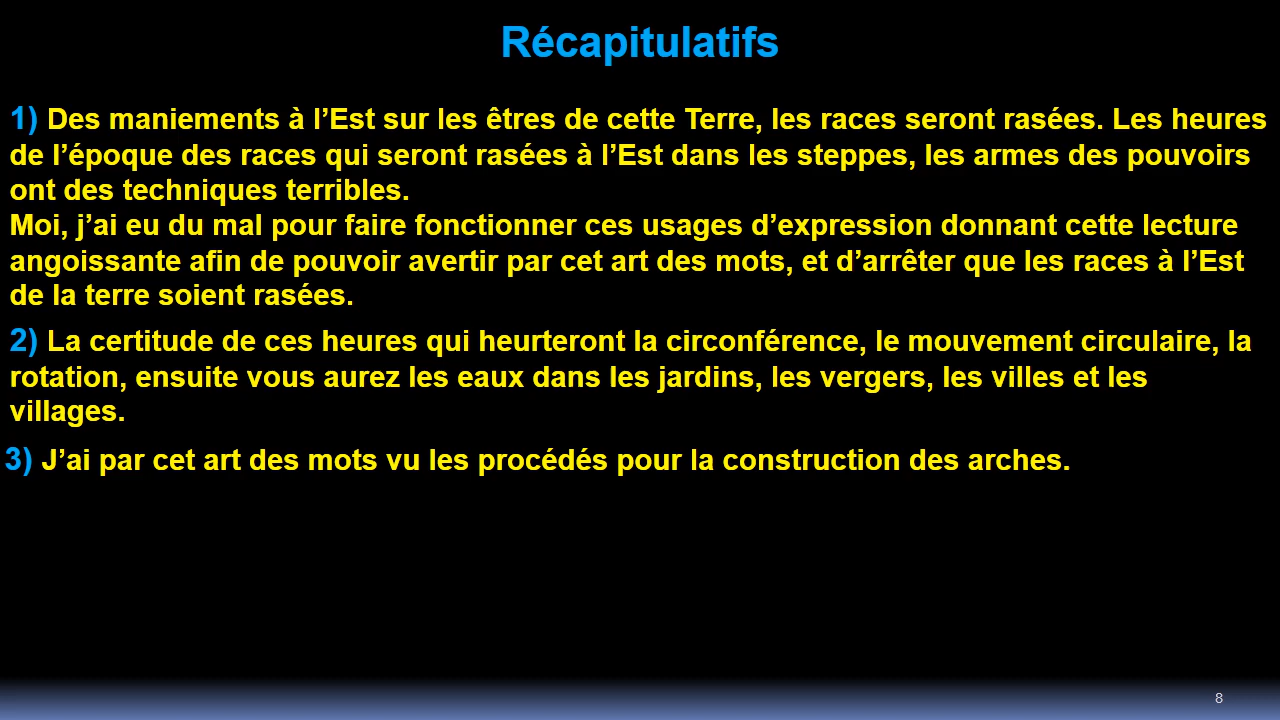 Récapitulatifs
1) Des maniements à l’Est sur les êtres de cette Terre, les races seront rasées. Les heures
de l’époque des races qui seront rasées à l’Est dans les steppes, les armes des pouvoirs
ont des techniques terribles.
Moi, j’ai eu du mal pour faire fonctionner ces usages d’expression donnant cette lecture
angoissante afin de pouvoir avertir par cet art des mots, et d’arrêter que les races à l’Est
de la terre soient rasées.
2) La certitude de ces heures qui heurteront la circonférence, le mouvement circulaire, la
rotation, ensuite vous aurez les eaux dans les jardins, les vergers, les villes et les
villages.
3) J’ai par cet art des mots vu les procédés pour la construction des arches.
8